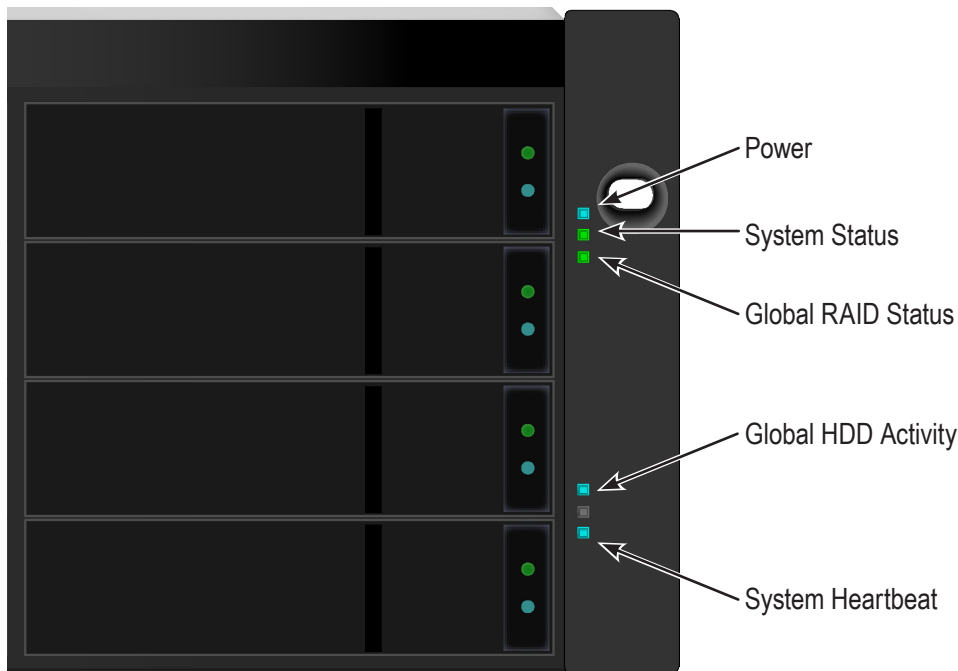 Power
System Status
Global RAID Status
Global HDD Activity
System Heartbeat